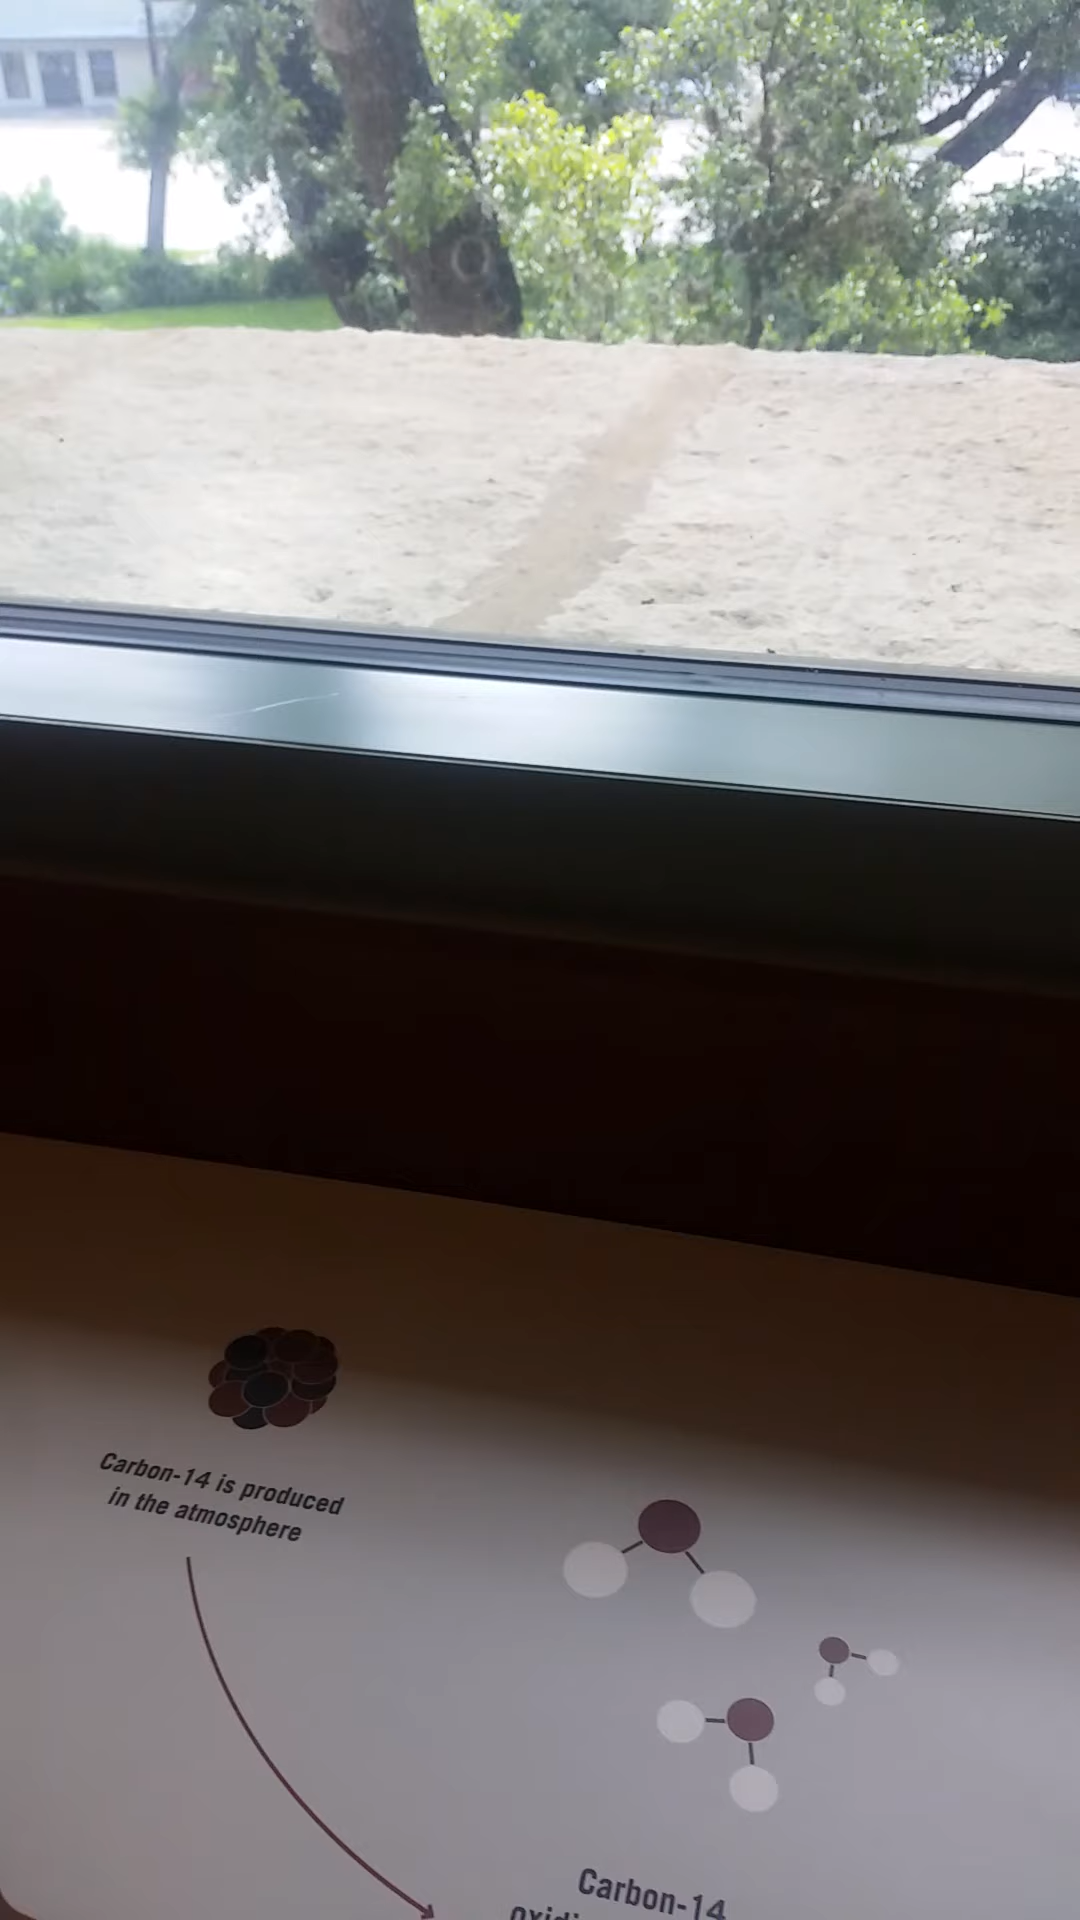 Carbon-14 is produced
in the atmosphere
Carbon-14